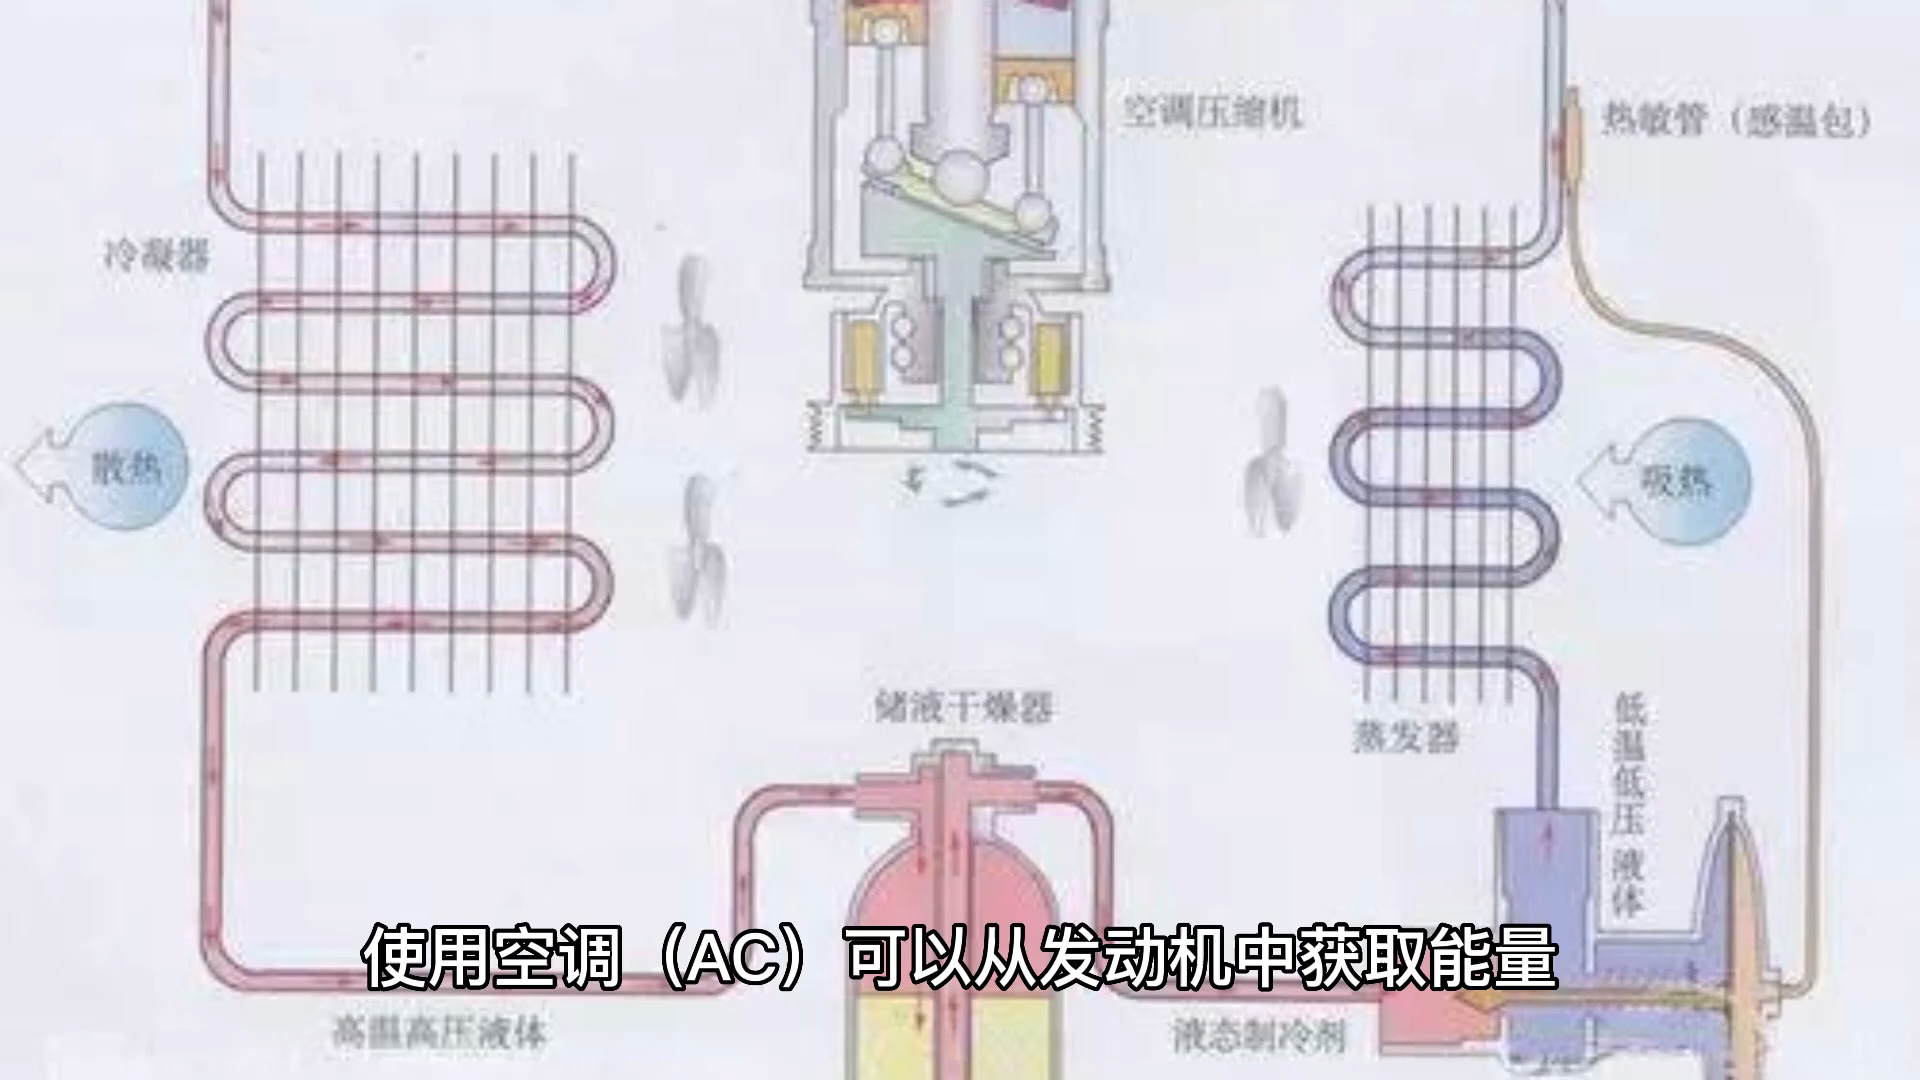 空调压缩机
热敏管（感温包）
冷凝器
散热
吸热
储液干燥器
蒸发器
低温低压液体
使用空调（AC）可以从发动机中获取能量
高温高压液体
液态制冷剂